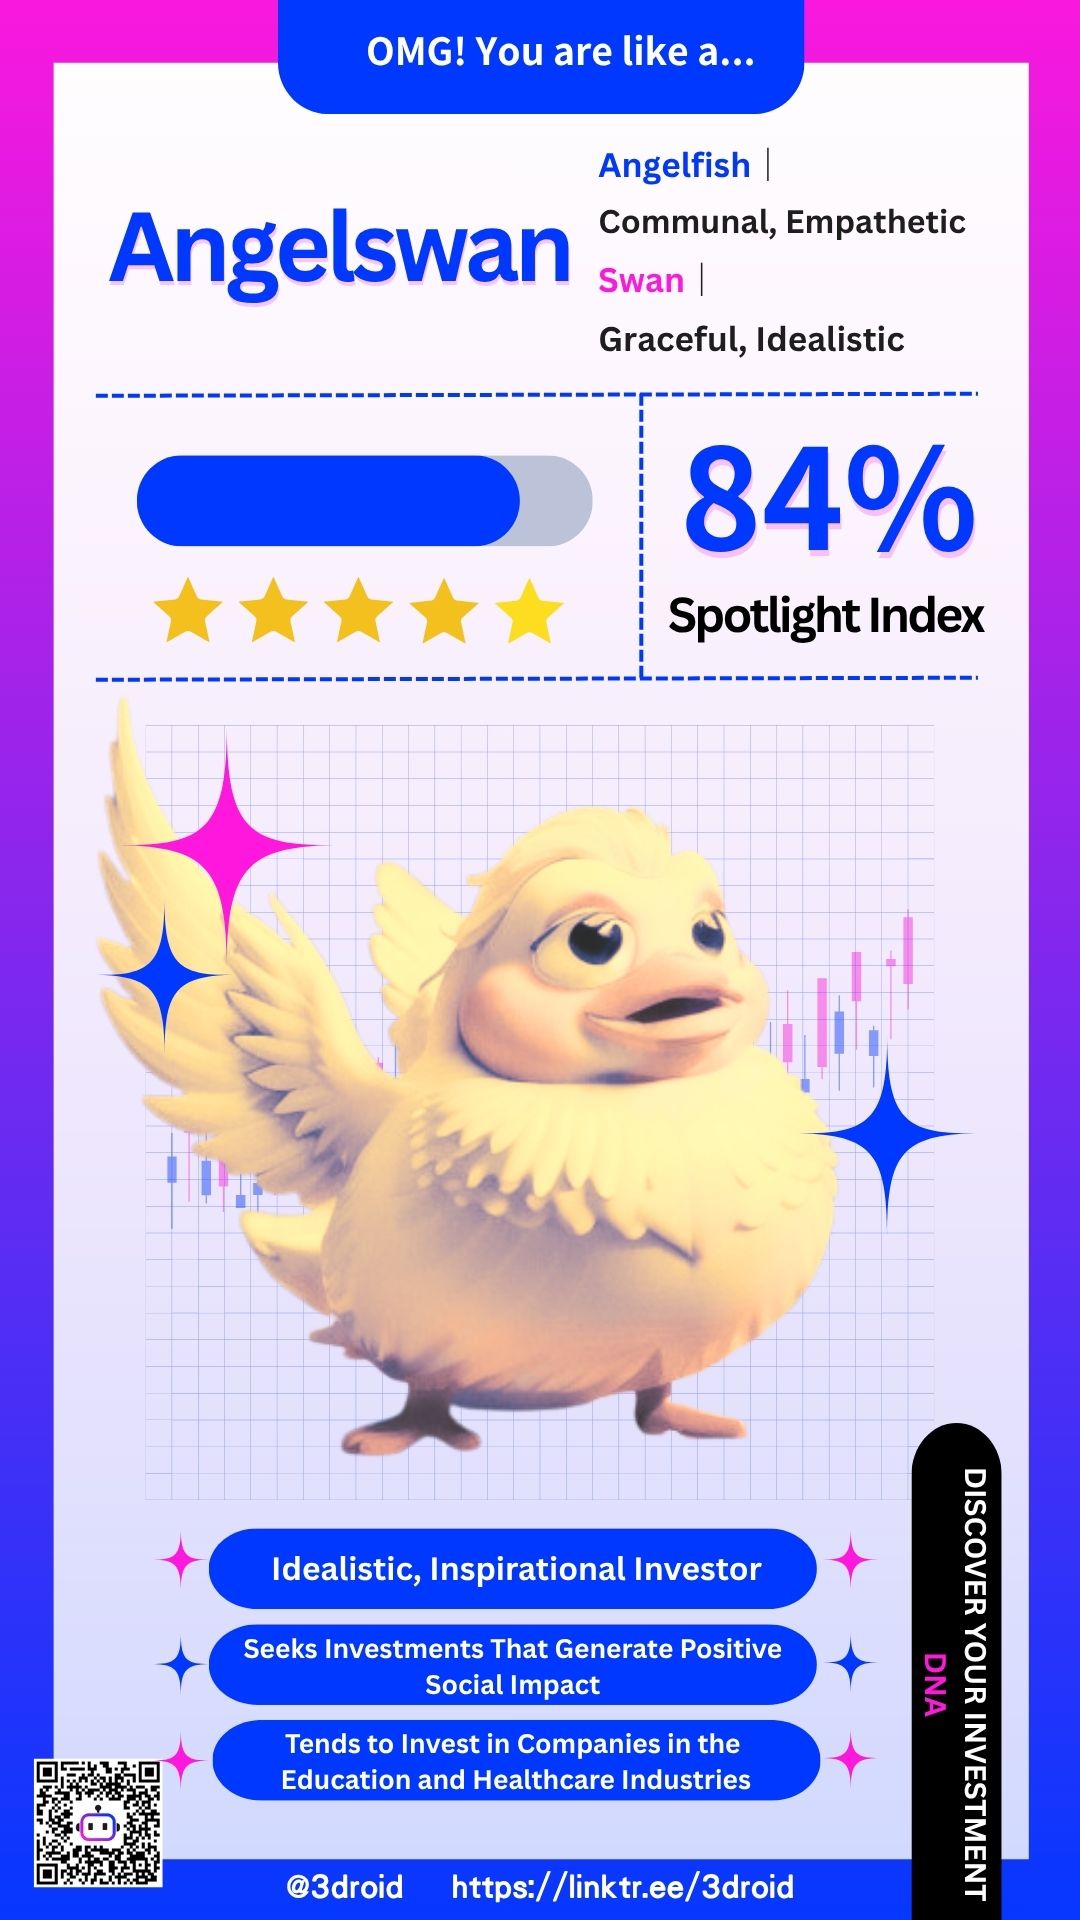 OMG! You are like a...
Angelswan
Angelfish |
Communal, Empathetic
Swan |
Graceful, Idealistic
84%
Spotlight Index
Idealistic, Inspirational Investor
Seeks Investments That Generate Positive
Social Impact
Tends to Invest in Companies in the
Education and Healthcare Industries
DISCOVER YOUR INVESTMENT
DNA
@3droid
https://linktr.ee/3droid